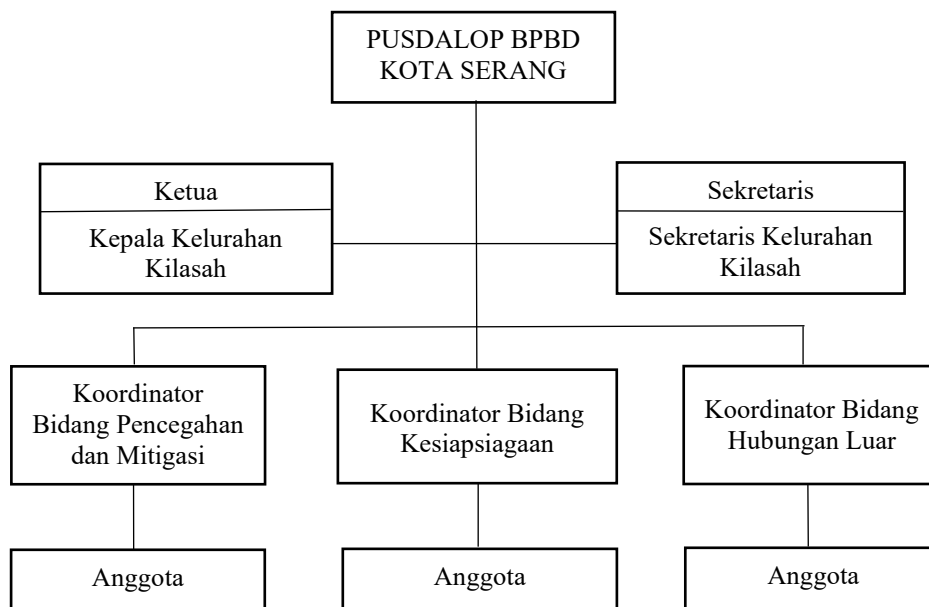 PUSDALOP BPBD
KOTA SERANG
Ketua
Kepala Kelurahan
Kilasah
Sekretaris
Sekretaris Kelurahan
Kilasah
Koordinator
Bidang Pencegahan
dan Mitigasi
Koordinator Bidang
Kesiapsiagaan
Koordinator Bidang
Hubungan Luar
Anggota
Anggota
Anggota